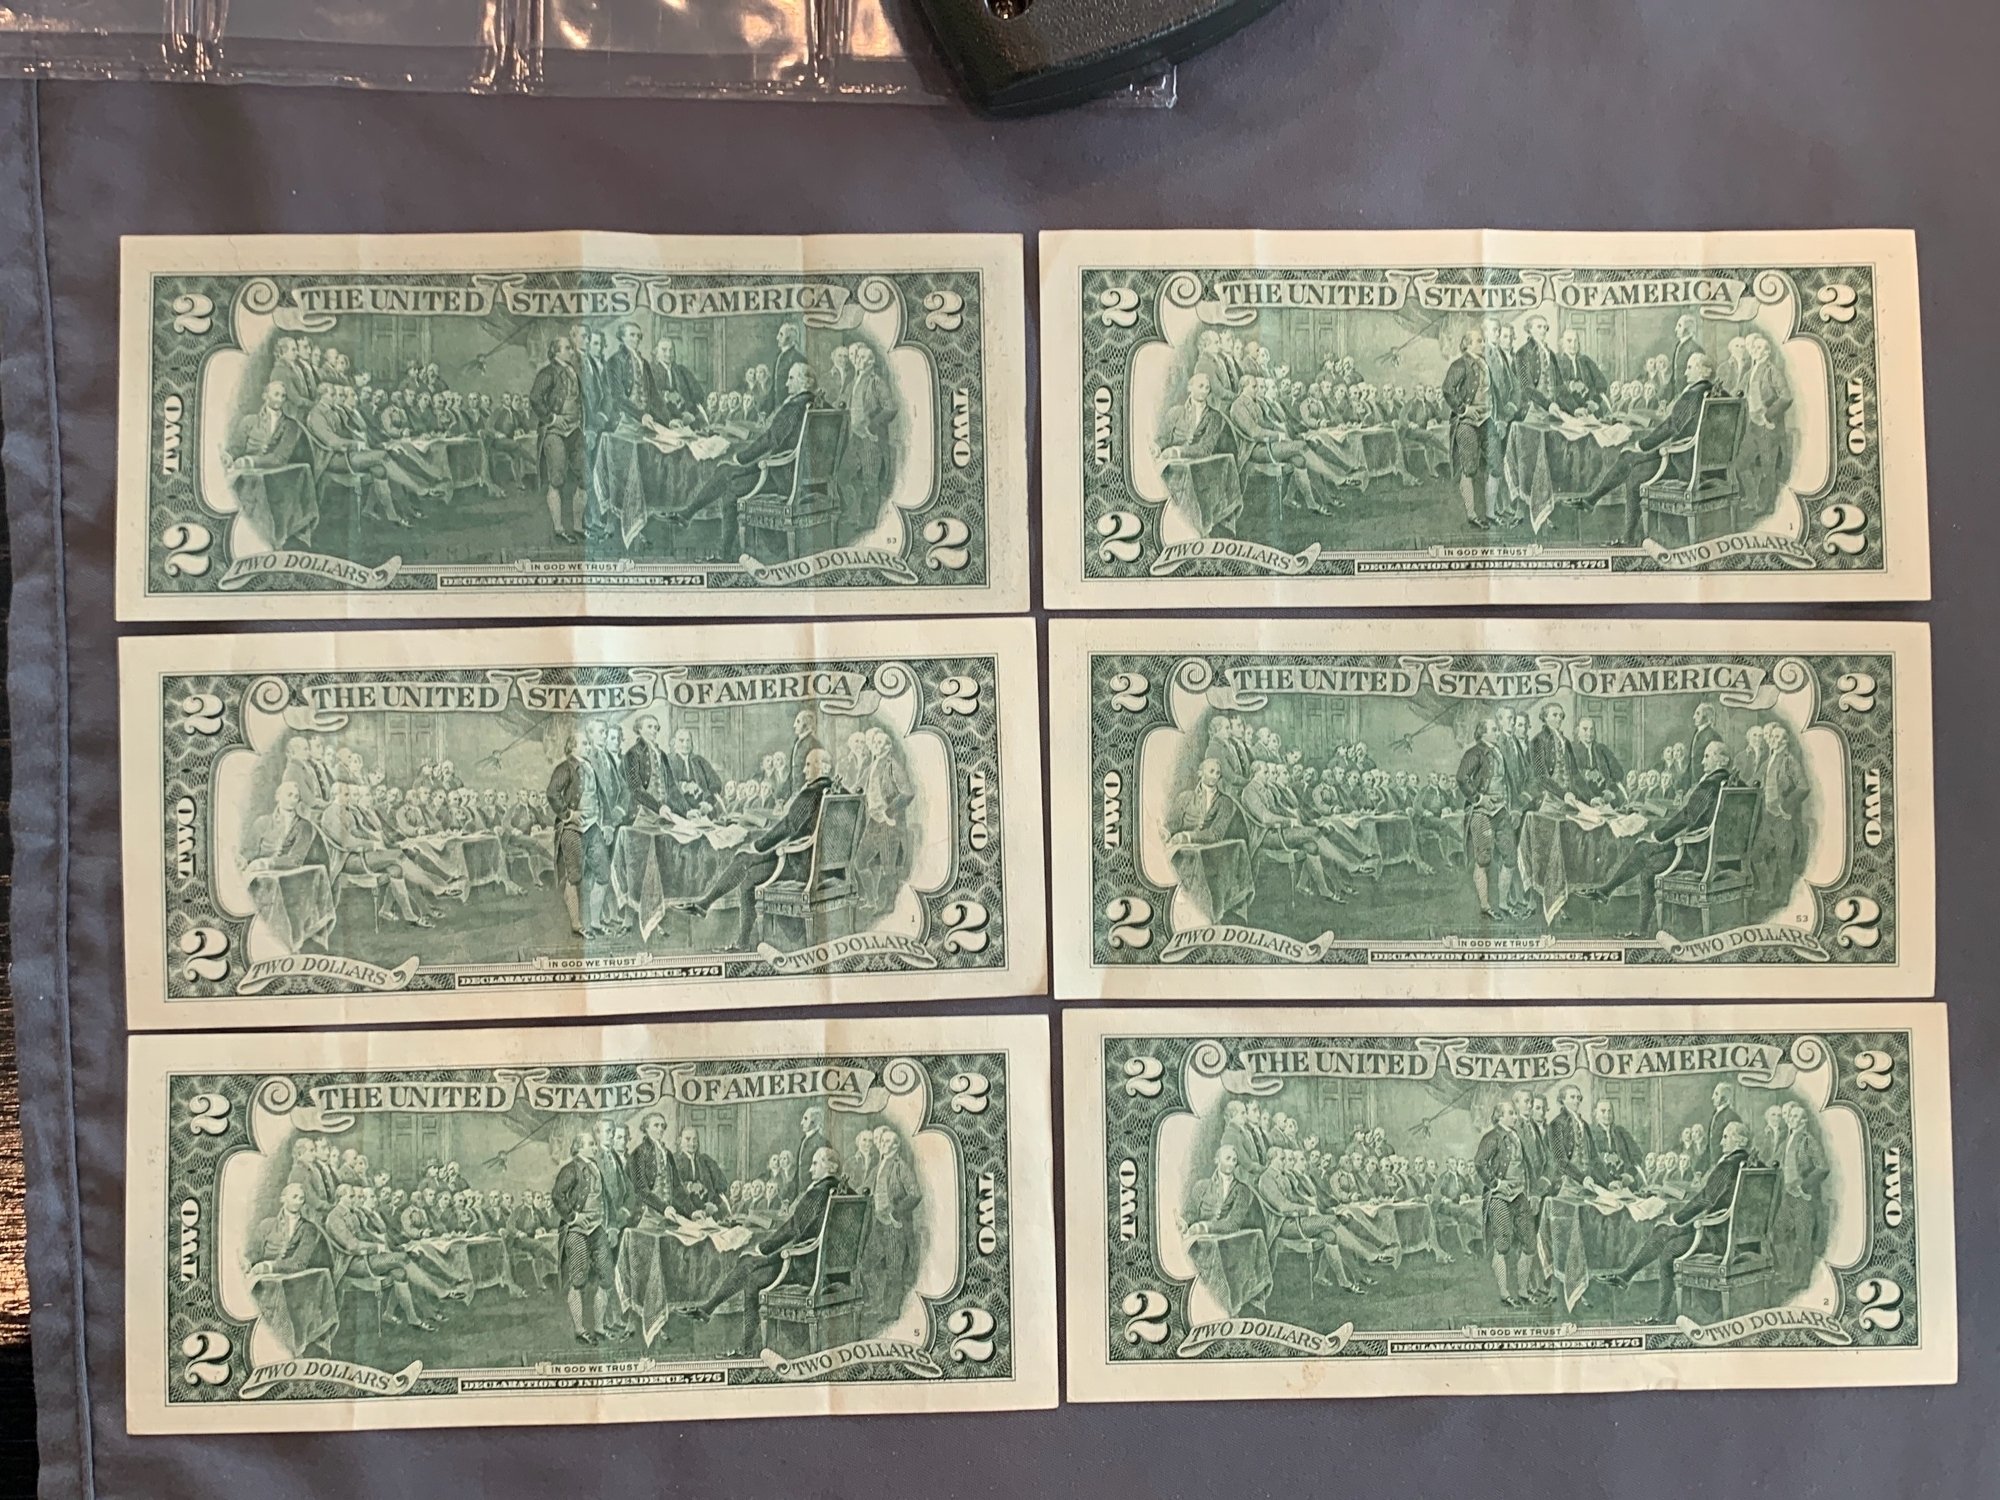 THE UNITED STATES OF AMERICA
2 2
TWO TWO
53
2 2
TWO DOLLARS IN GOD WE TRUST TWO DOLLARS
DECLARATION OF INDEPENDENCE, 1776
THE UNITED STATES OF AMERICA
2 2
TWO TWO
1
2 2
TWO DOLLARS IN GOD WE TRUST TWO DOLLARS
DECLARATION OF INDEPENDENCE, 1776
THE UNITED STATES OF AMERICA
2 2
TWO TWO
1
2 2
TWO DOLLARS IN GOD WE TRUST TWO DOLLARS
DECLARATION OF INDEPENDENCE, 1776
THE UNITED STATES OF AMERICA
2 2
TWO TWO
53
2 2
TWO DOLLARS IN GOD WE TRUST TWO DOLLARS
DECLARATION OF INDEPENDENCE, 1776
THE UNITED STATES OF AMERICA
2 2
TWO TWO
5
2 2
TWO DOLLARS IN GOD WE TRUST TWO DOLLARS
DECLARATION OF INDEPENDENCE, 1776
THE UNITED STATES OF AMERICA
2 2
TWO TWO
2
2 2
TWO DOLLARS IN GOD WE TRUST TWO DOLLARS
DECLARATION OF INDEPENDENCE, 1776